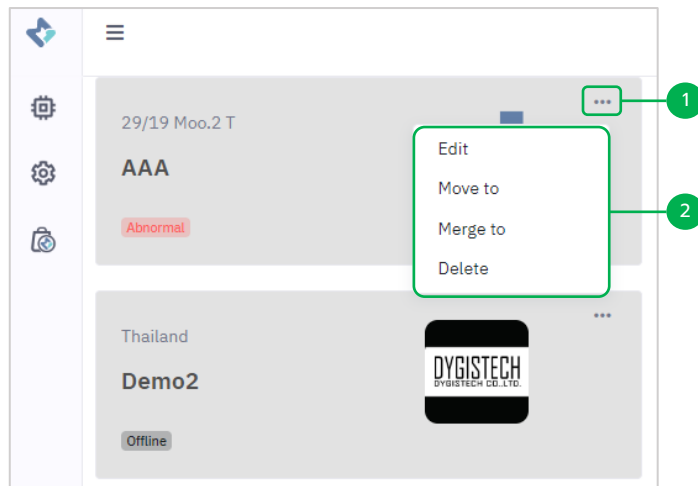 1
29/19 Moo.2 T
AAA
Abnormal
Edit
Move to
Merge to
Delete
2
Thailand
Demo2
Offline
DYGISTECH
DYGISTECH CO.,LTD.